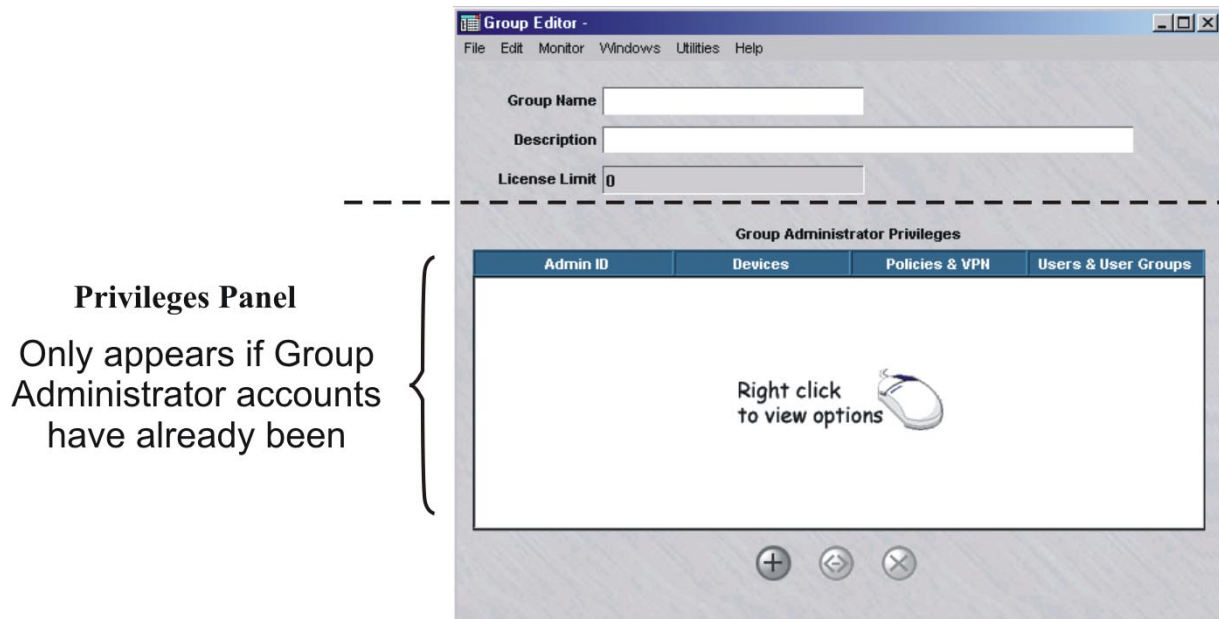 Group Editor -
File Edit Monitor Windows Utilities Help
Group Name
Description
License Limit 0
Group Administrator Privileges
Admin ID Devices Policies & VPN Users & User Groups
Right click
to view options
Privileges Panel
Only appears if Group
Administrator accounts
have already been